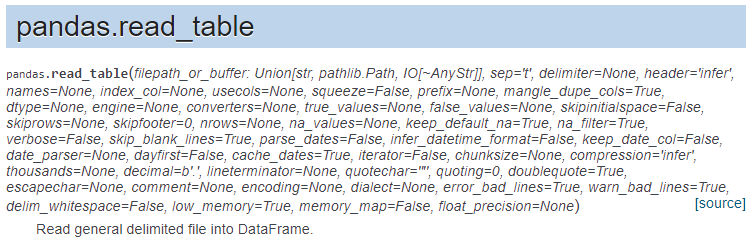 pandas.read_table
pandas.read_table(filepath_or_buffer: Union[str, pathlib.Path, IO[~AnyStr]], sep='t', delimiter=None, header='infer',
names=None, index_col=None, usecols=None, squeeze=False, prefix=None, mangle_dupe_cols=True,
dtype=None, engine=None, converters=None, true_values=None, false_values=None, skipinitialspace=False,
skiprows=None, skipfooter=0, nrows=None, na_values=None, keep_default_na=True, na_filter=True,
verbose=False, skip_blank_lines=True, parse_dates=False, infer_datetime_format=False, keep_date_col=False,
date_parser=None, dayfirst=False, cache_dates=True, iterator=False, chunksize=None, compression='infer',
thousands=None, decimal=b'.', lineterminator=None, quotechar='"', quoting=0, doublequote=True,
escapechar=None, comment=None, encoding=None, dialect=None, error_bad_lines=True, warn_bad_lines=True,
delim_whitespace=False, low_memory=True, memory_map=False, float_precision=None) [source]
Read general delimited file into DataFrame.